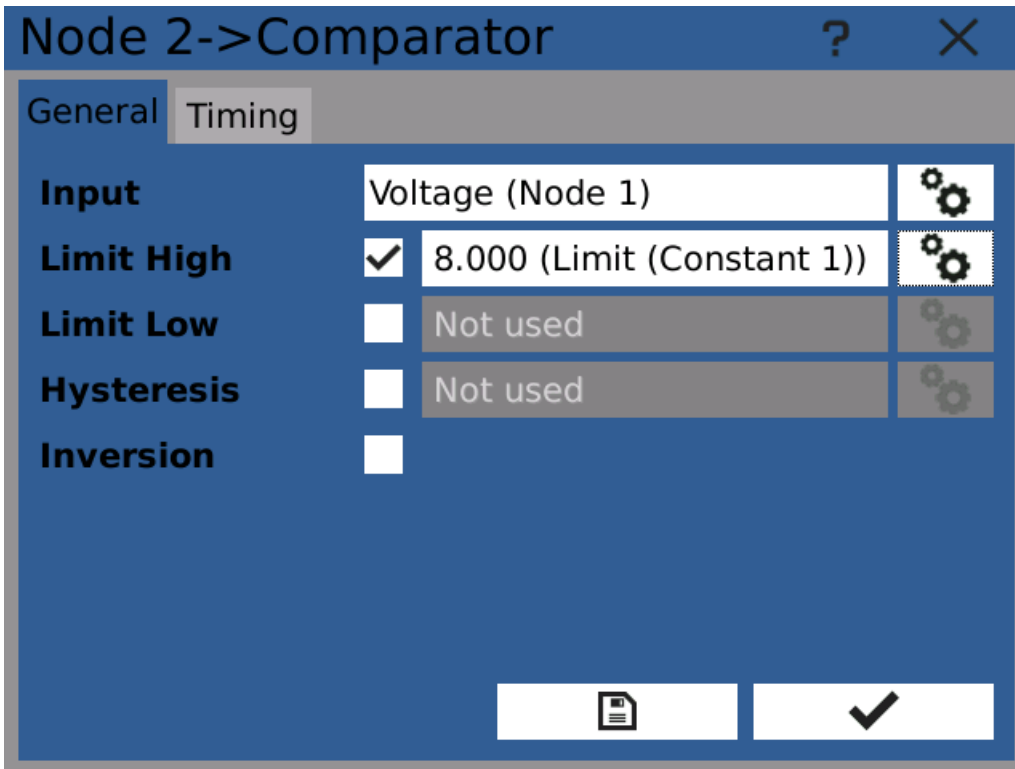 Node 2->Comparator ?
General Timing
Input Voltage (Node 1)
Limit High 8.000 (Limit (Constant 1))
Limit Low Not used
Hysteresis Not used
Inversion